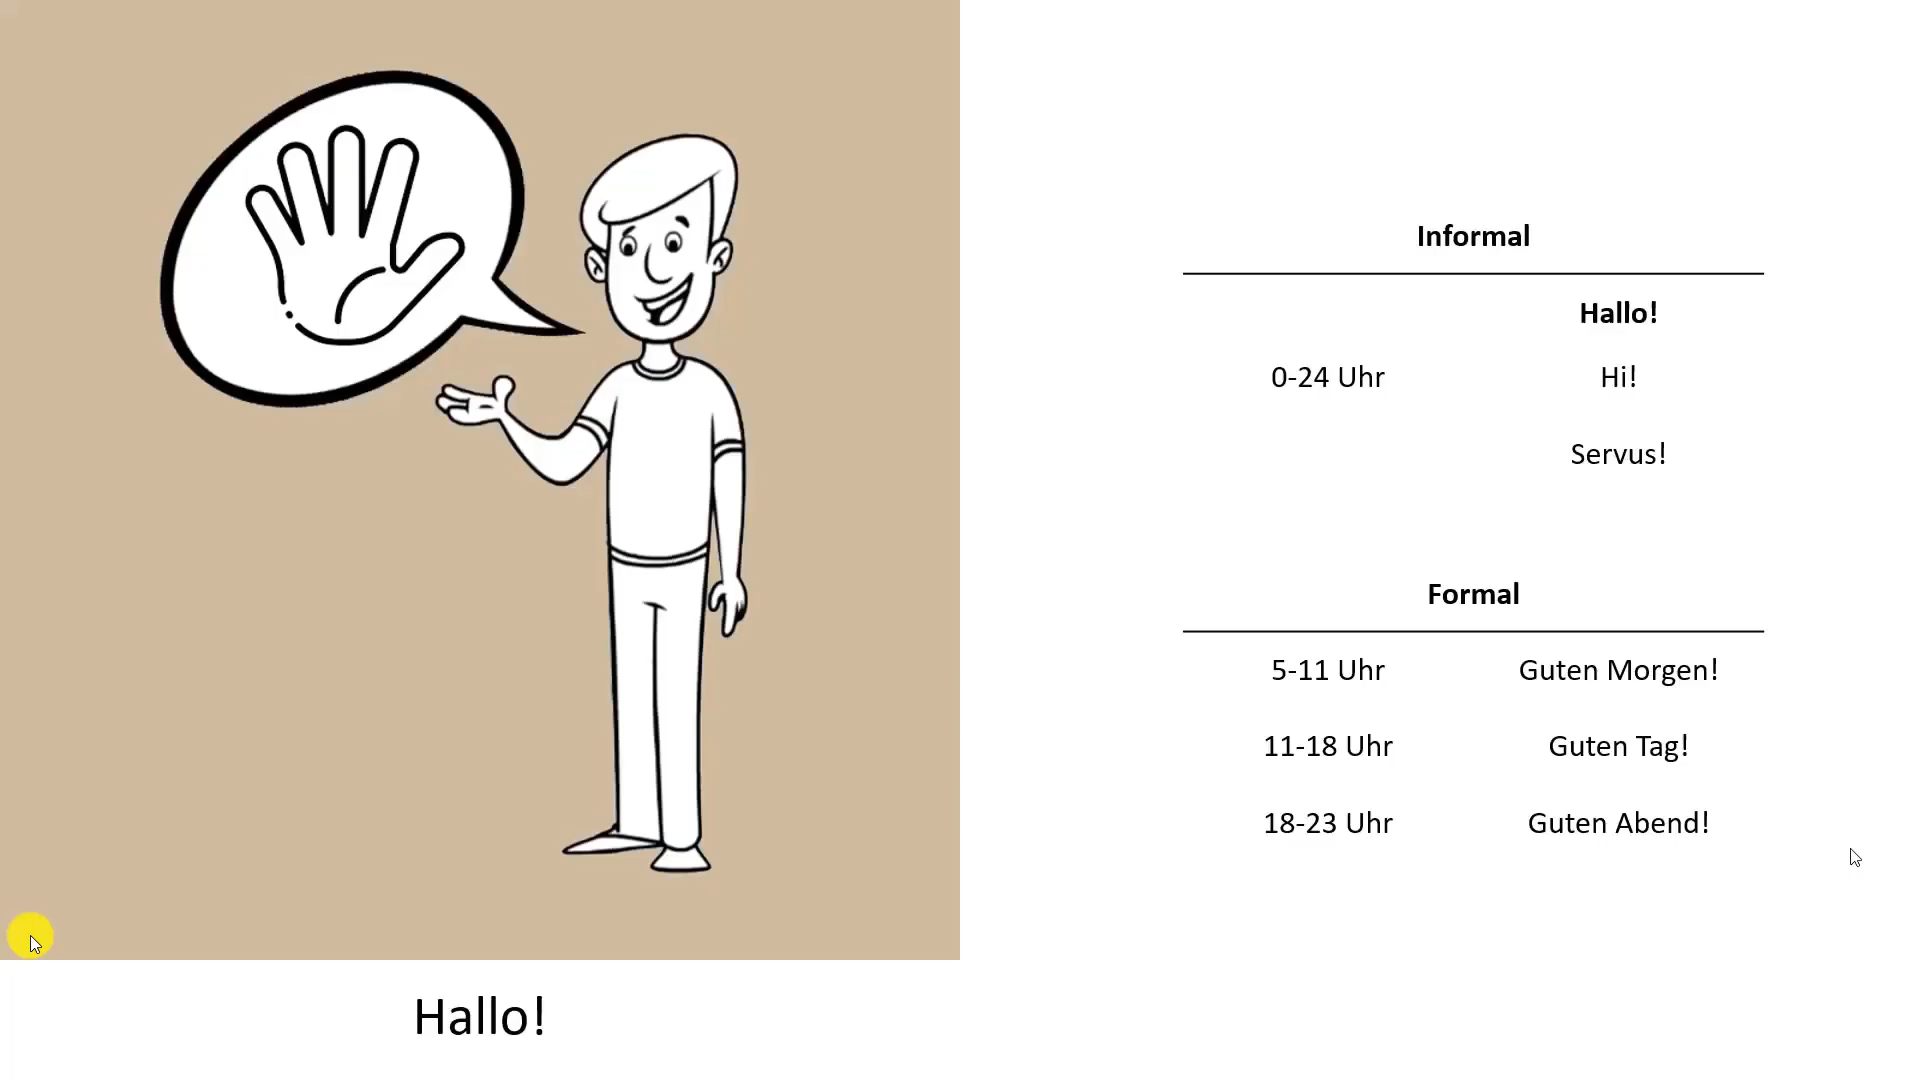 Hallo!
Informal
Hallo!
0-24 Uhr Hi!
Servus!
Formal
5-11 Uhr Guten Morgen!
11-18 Uhr Guten Tag!
18-23 Uhr Guten Abend!